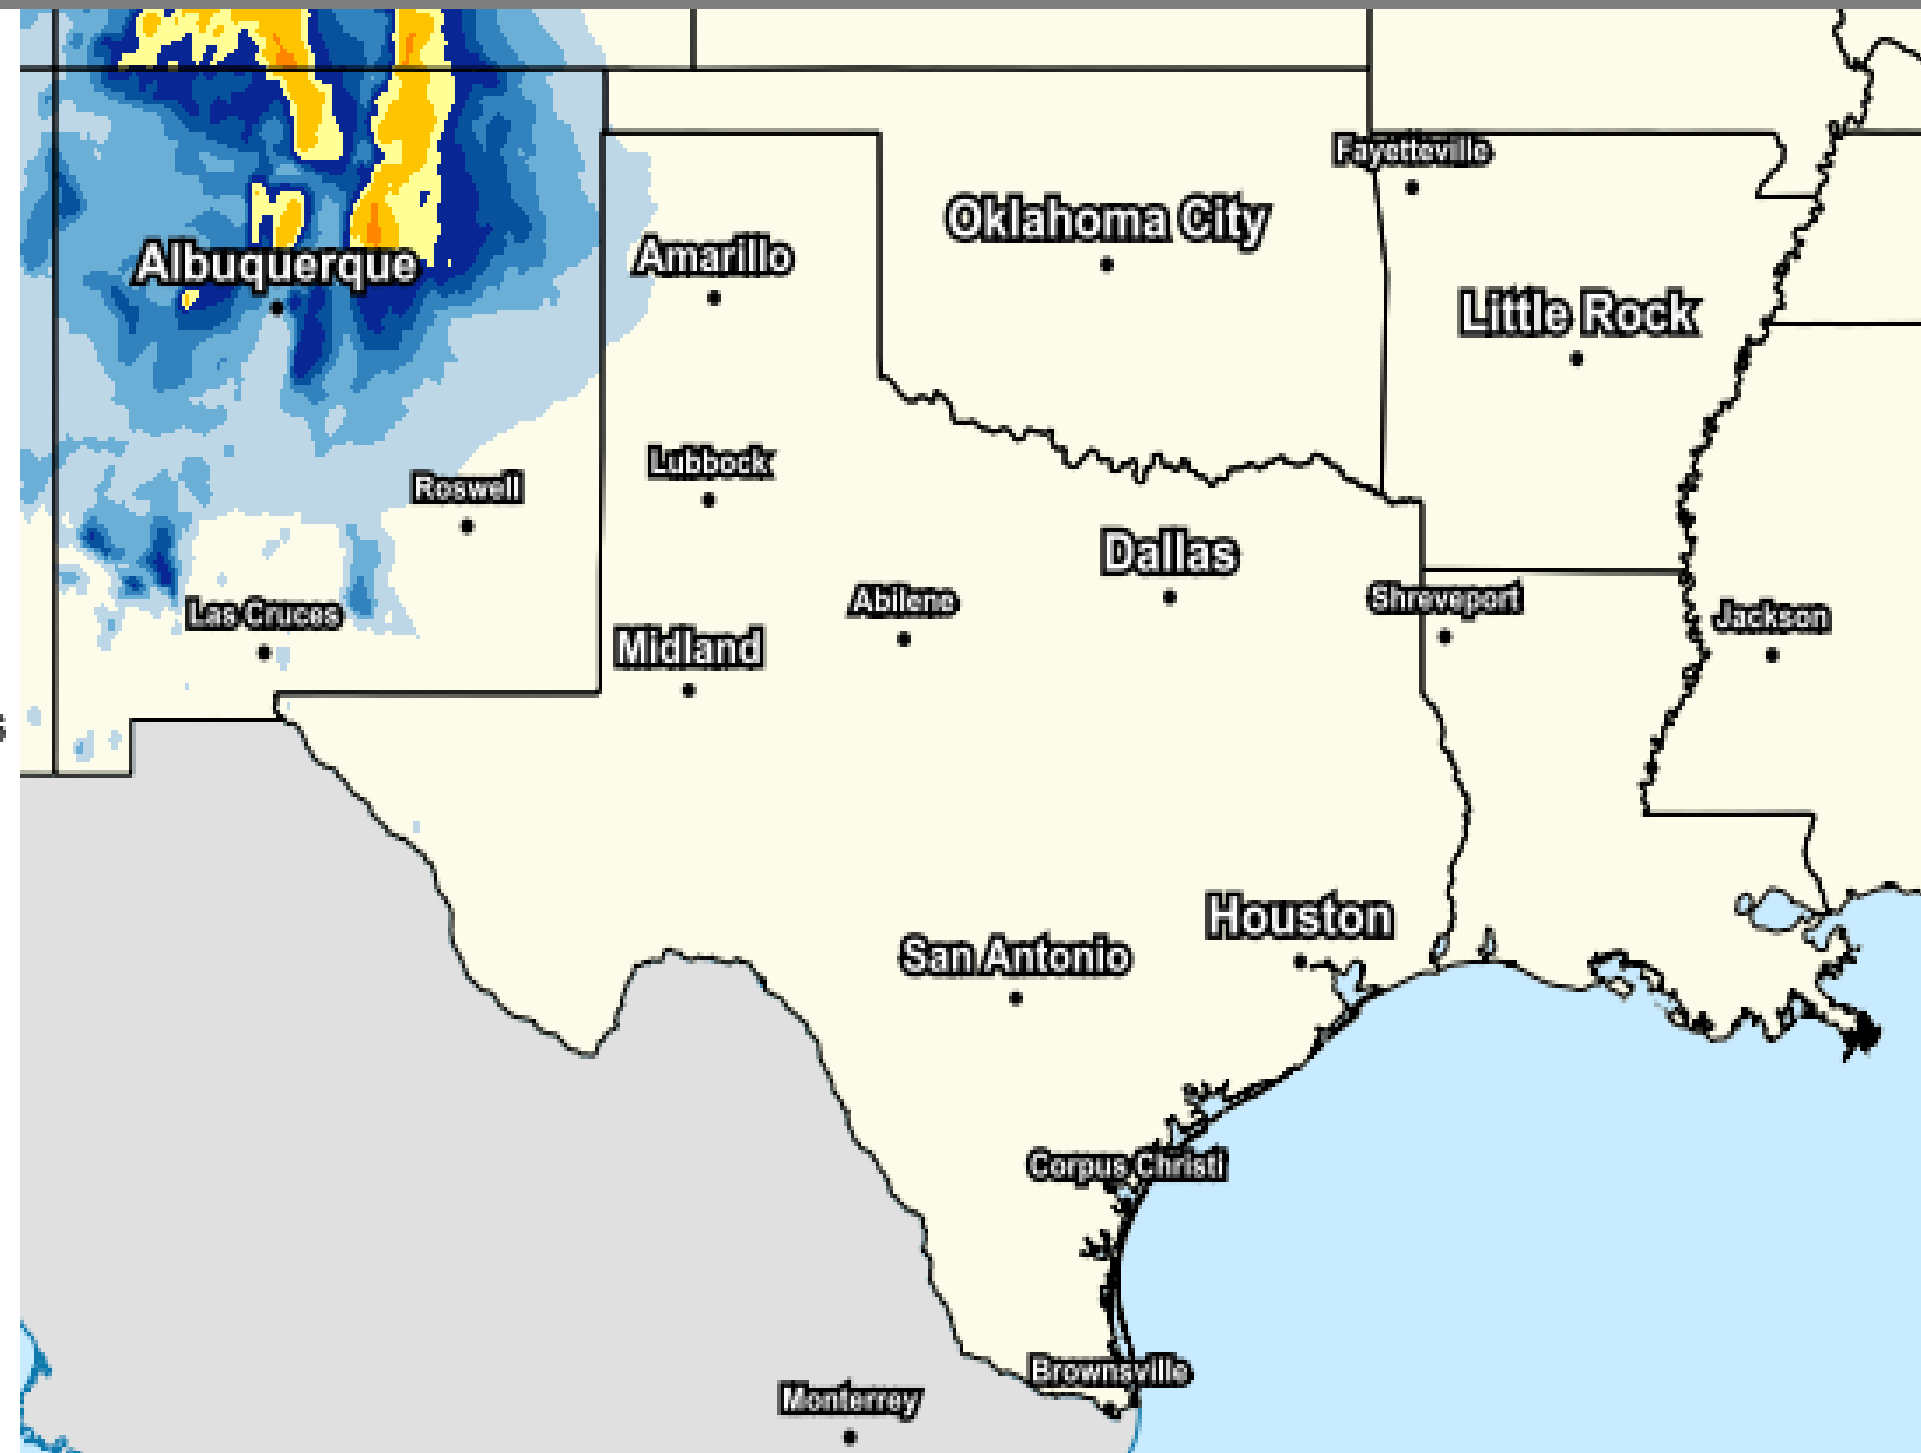 Fayetteville
Oklahoma City
Albuquerque
Amarillo
Little Rock
Lubbock
Roswell
Dallas
Abilene
Shreveport
Las Cruces
Jackson
Midland
s
Houston
San Antonio
Corpus Christi
Brownsville
Monterrey